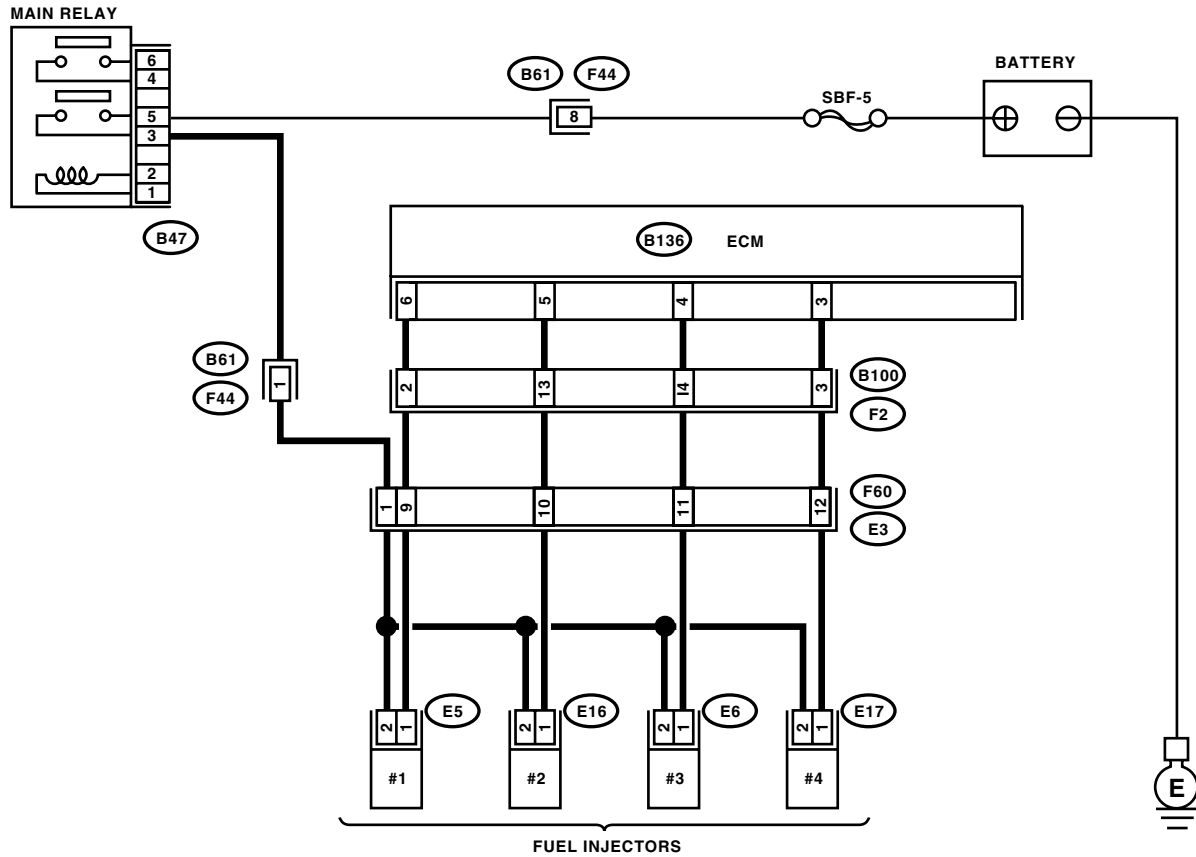 MAIN RELAY
6
4
5
3
2
1
B47
B61 F44
8
SBF-5
BATTERY
B136 ECM
6 5 4 3
B61
F44
1
2 13 14 3
B100
F2
1 9 10 11 12
F60
E3
2 1 E5
2 1 E16
2 1 E6
2 1 E17
#1 #2 #3 #4
E
FUEL INJECTORS